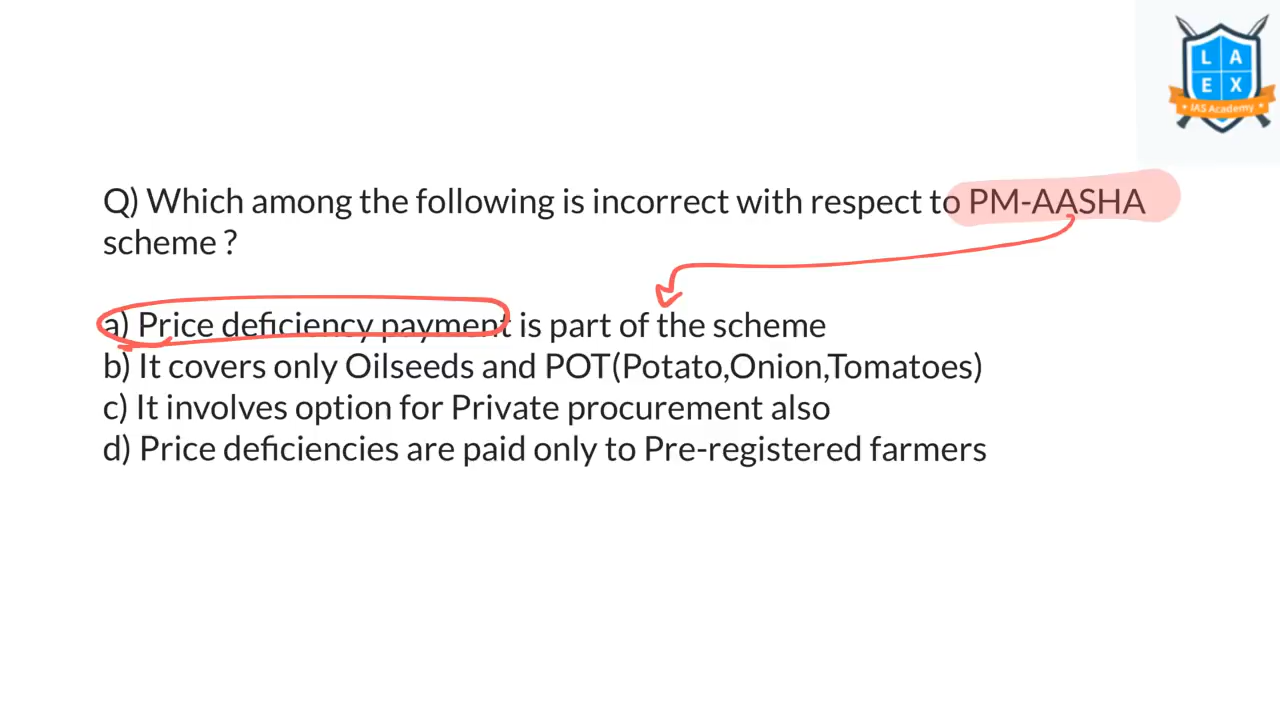 L A
E X
IAS Academy
Q) Which among the following is incorrect with respect to PM-AASHA
scheme ?
a) Price deficiency payment is part of the scheme
b) It covers only Oilseeds and POT(Potato,Onion,Tomatoes)
c) It involves option for Private procurement also
d) Price deficiencies are paid only to Pre-registered farmers